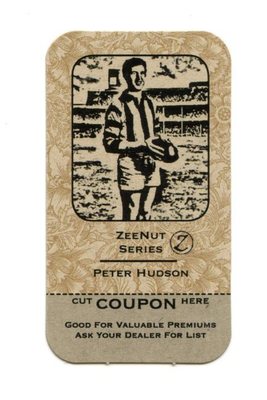 ZEENUT
SERIES Z
PETER HUDSON
CUT COUPON HERE
GOOD FOR VALUABLE PREMIUMS
ASK YOUR DEALER FOR LIST